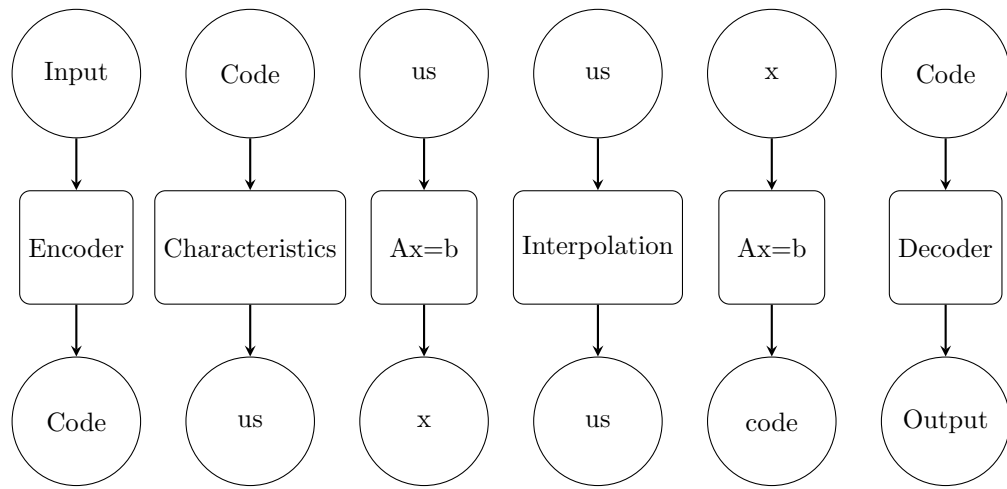 Input Code us us x Code
Encoder Characteristics Ax=b Interpolation Ax=b Decoder
Code us x us code Output